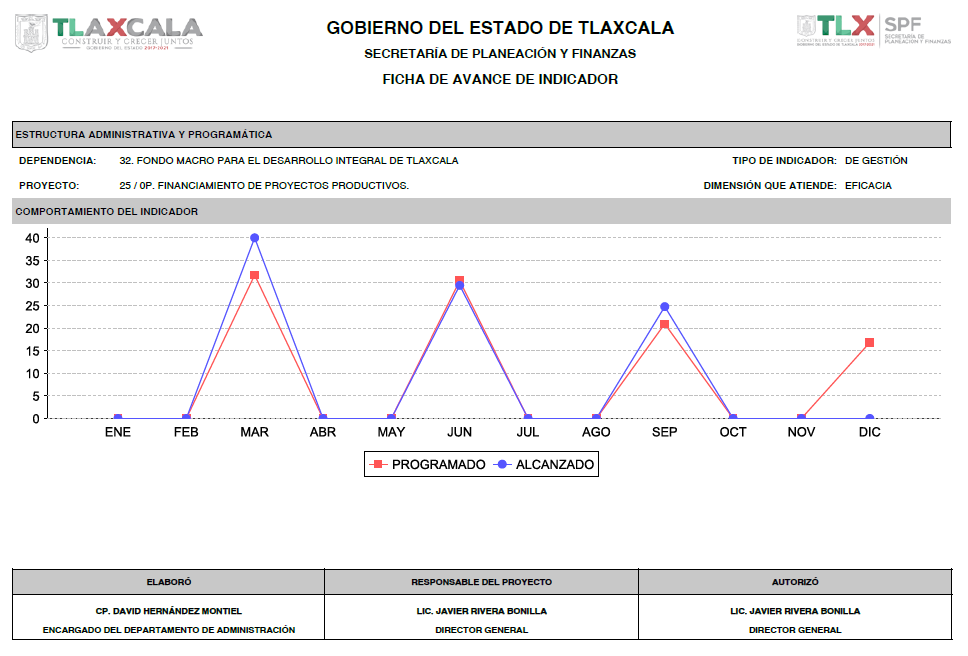 TLAXCALA
CONSTRUIR Y CRECER JUNTOS
GOBIERNO DEL ESTADO 2017-2021
GOBIERNO DEL ESTADO DE TLAXCALA
SECRETARÍA DE PLANEACIÓN Y FINANZAS
FICHA DE AVANCE DE INDICADOR
TLX
SPF
SECRETARÍA DE
PLANEACIÓN Y FINANZAS
ESTRUCTURA ADMINISTRATIVA Y PROGRAMÁTICA
DEPENDENCIA: 32. FONDO MACRO PARA EL DESARROLLO INTEGRAL DE TLAXCALA TIPO DE INDICADOR: DE GESTIÓN
PROYECTO: 25 / 0P. FINANCIAMIENTO DE PROYECTOS PRODUCTIVOS. DIMENSIÓN QUE ATIENDE: EFICACIA
COMPORTAMIENTO DEL INDICADOR
40
35
30
25
20
15
10
5
0
ENE FEB MAR ABR MAY JUN JUL AGO SEP OCT NOV DIC
PROGRAMADO ALCANZADO
ELABORÓ RESPONSABLE DEL PROYECTO AUTORIZÓ
CP. DAVID HERNÁNDEZ MONTIEL LIC. JAVIER RIVERA BONILLA LIC. JAVIER RIVERA BONILLA
ENCARGADO DEL DEPARTAMENTO DE ADMINISTRACIÓN DIRECTOR GENERAL DIRECTOR GENERAL